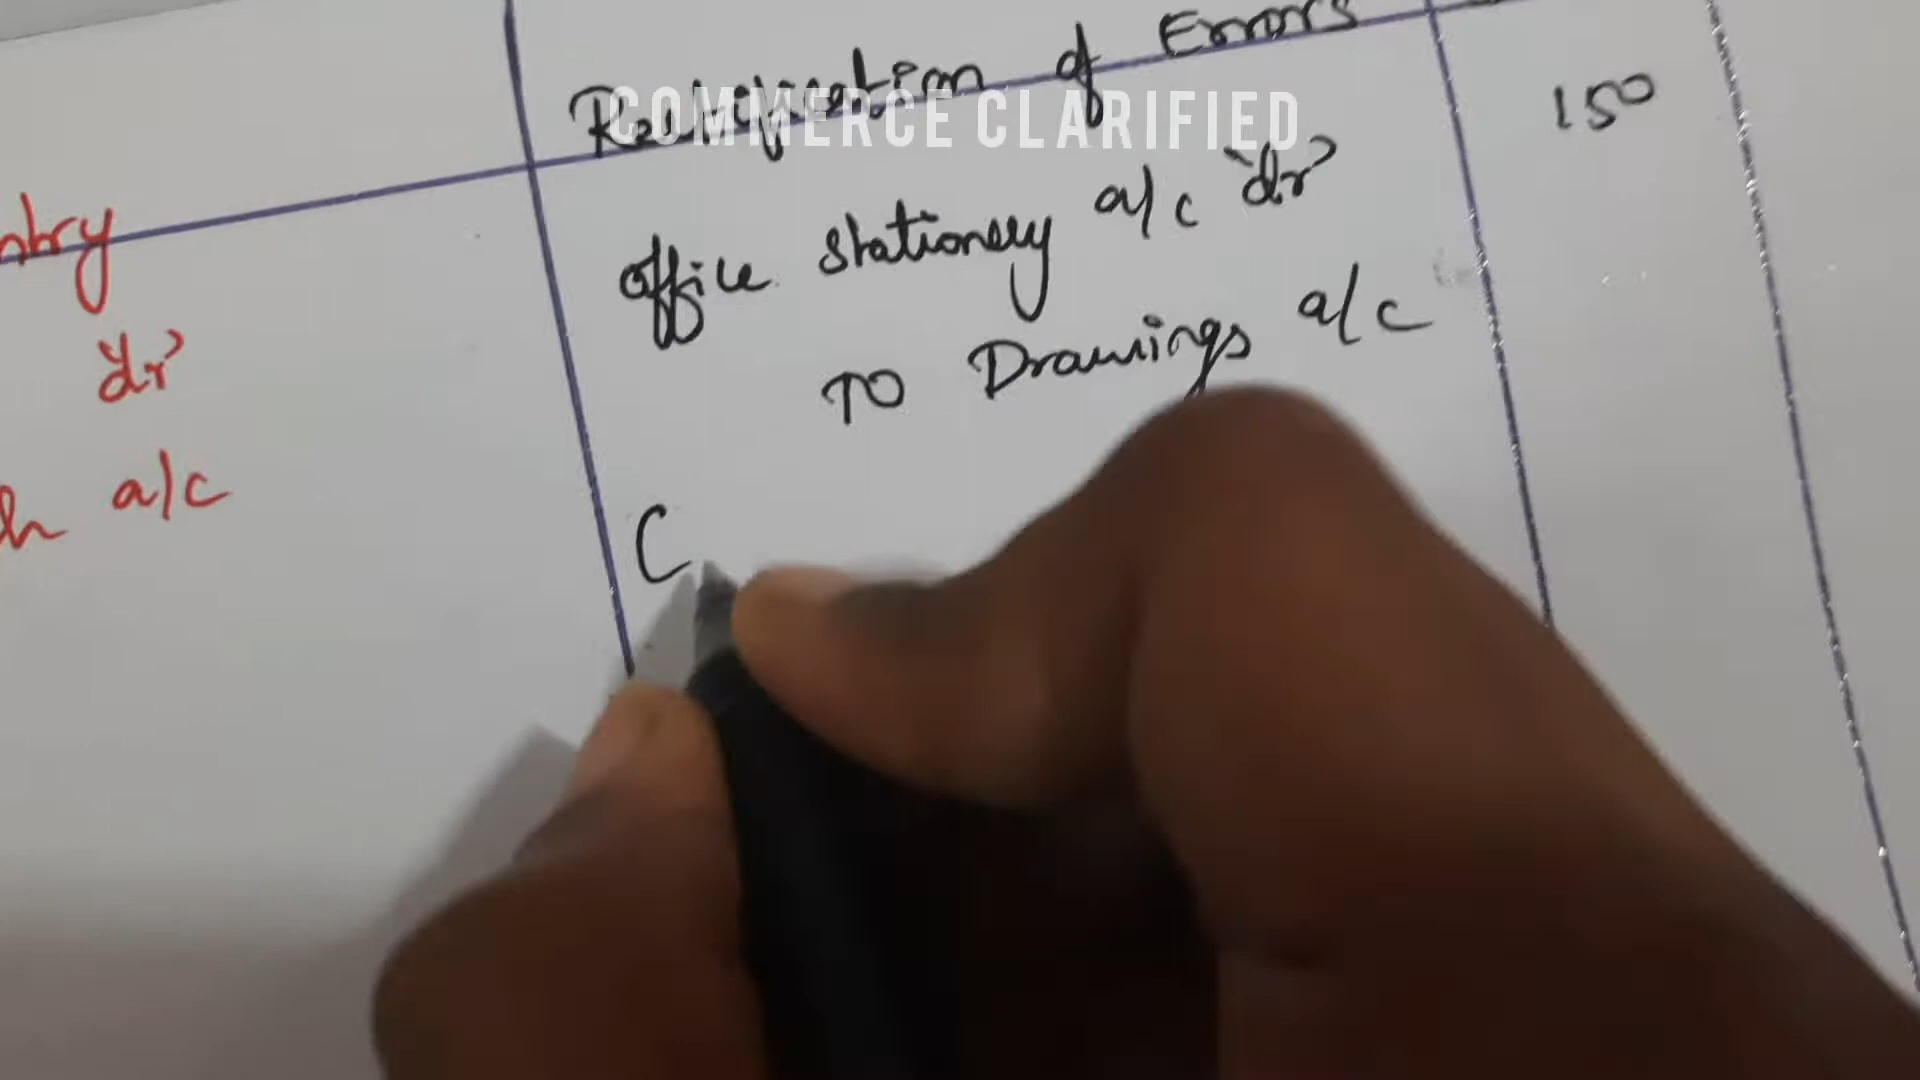 Rectification of Errors
COMMERCE CLARIFIED
150
ntry
office stationery a/c dr
dr
To Drawings a/c
h a/c
C